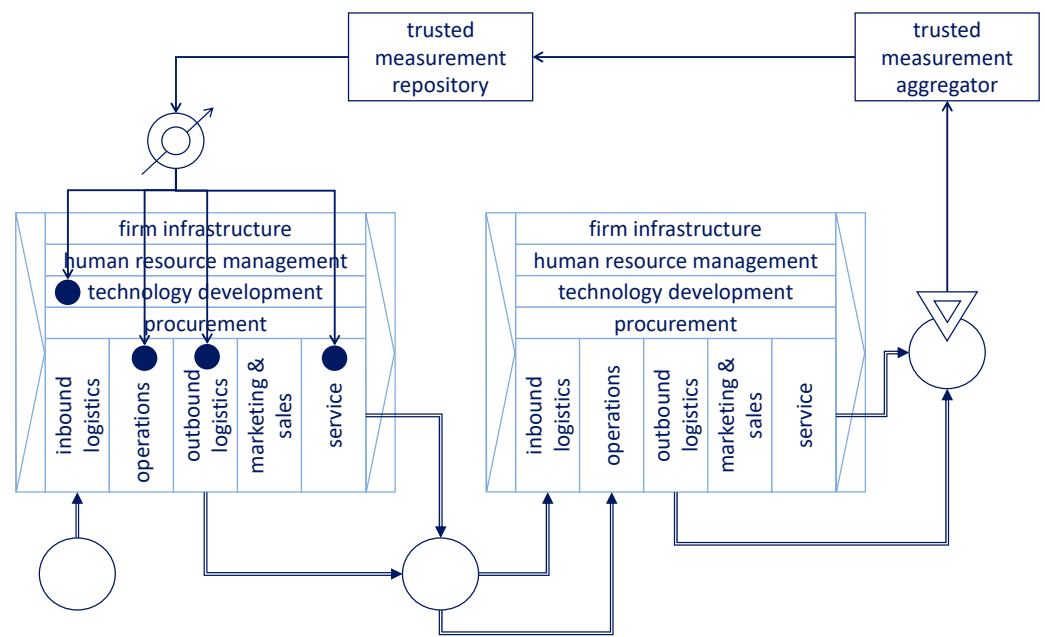 trusted
measurement
repository
trusted
measurement
aggregator
firm infrastructure
human resource management
technology development
procurement
inbound
logistics
operations
outbound
logistics
marketing &
sales
service
firm infrastructure
human resource management
technology development
procurement
inbound
logistics
operations
outbound
logistics
marketing &
sales
service